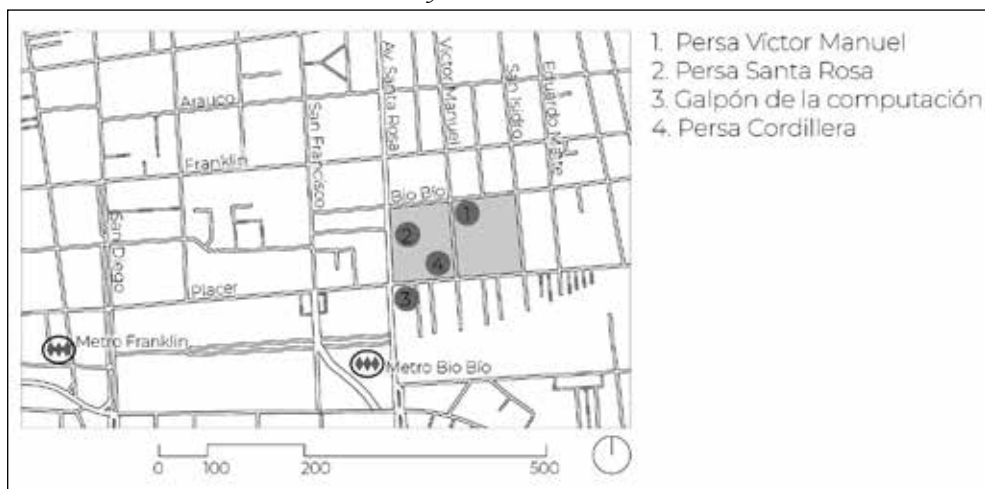 1. Persa Víctor Manuel
2. Persa Santa Rosa
3. Galpón de la computación
4. Persa Cordillera
Arauco
Franklin
San Diego
Placer
San Francisco
Av. Santa Rosa
Víctor Manuel
San Isidro
Eduardo Matte
Bio Bío
1
2
4
3
Metro Franklin
Metro Bio Bío
0 100 200 500